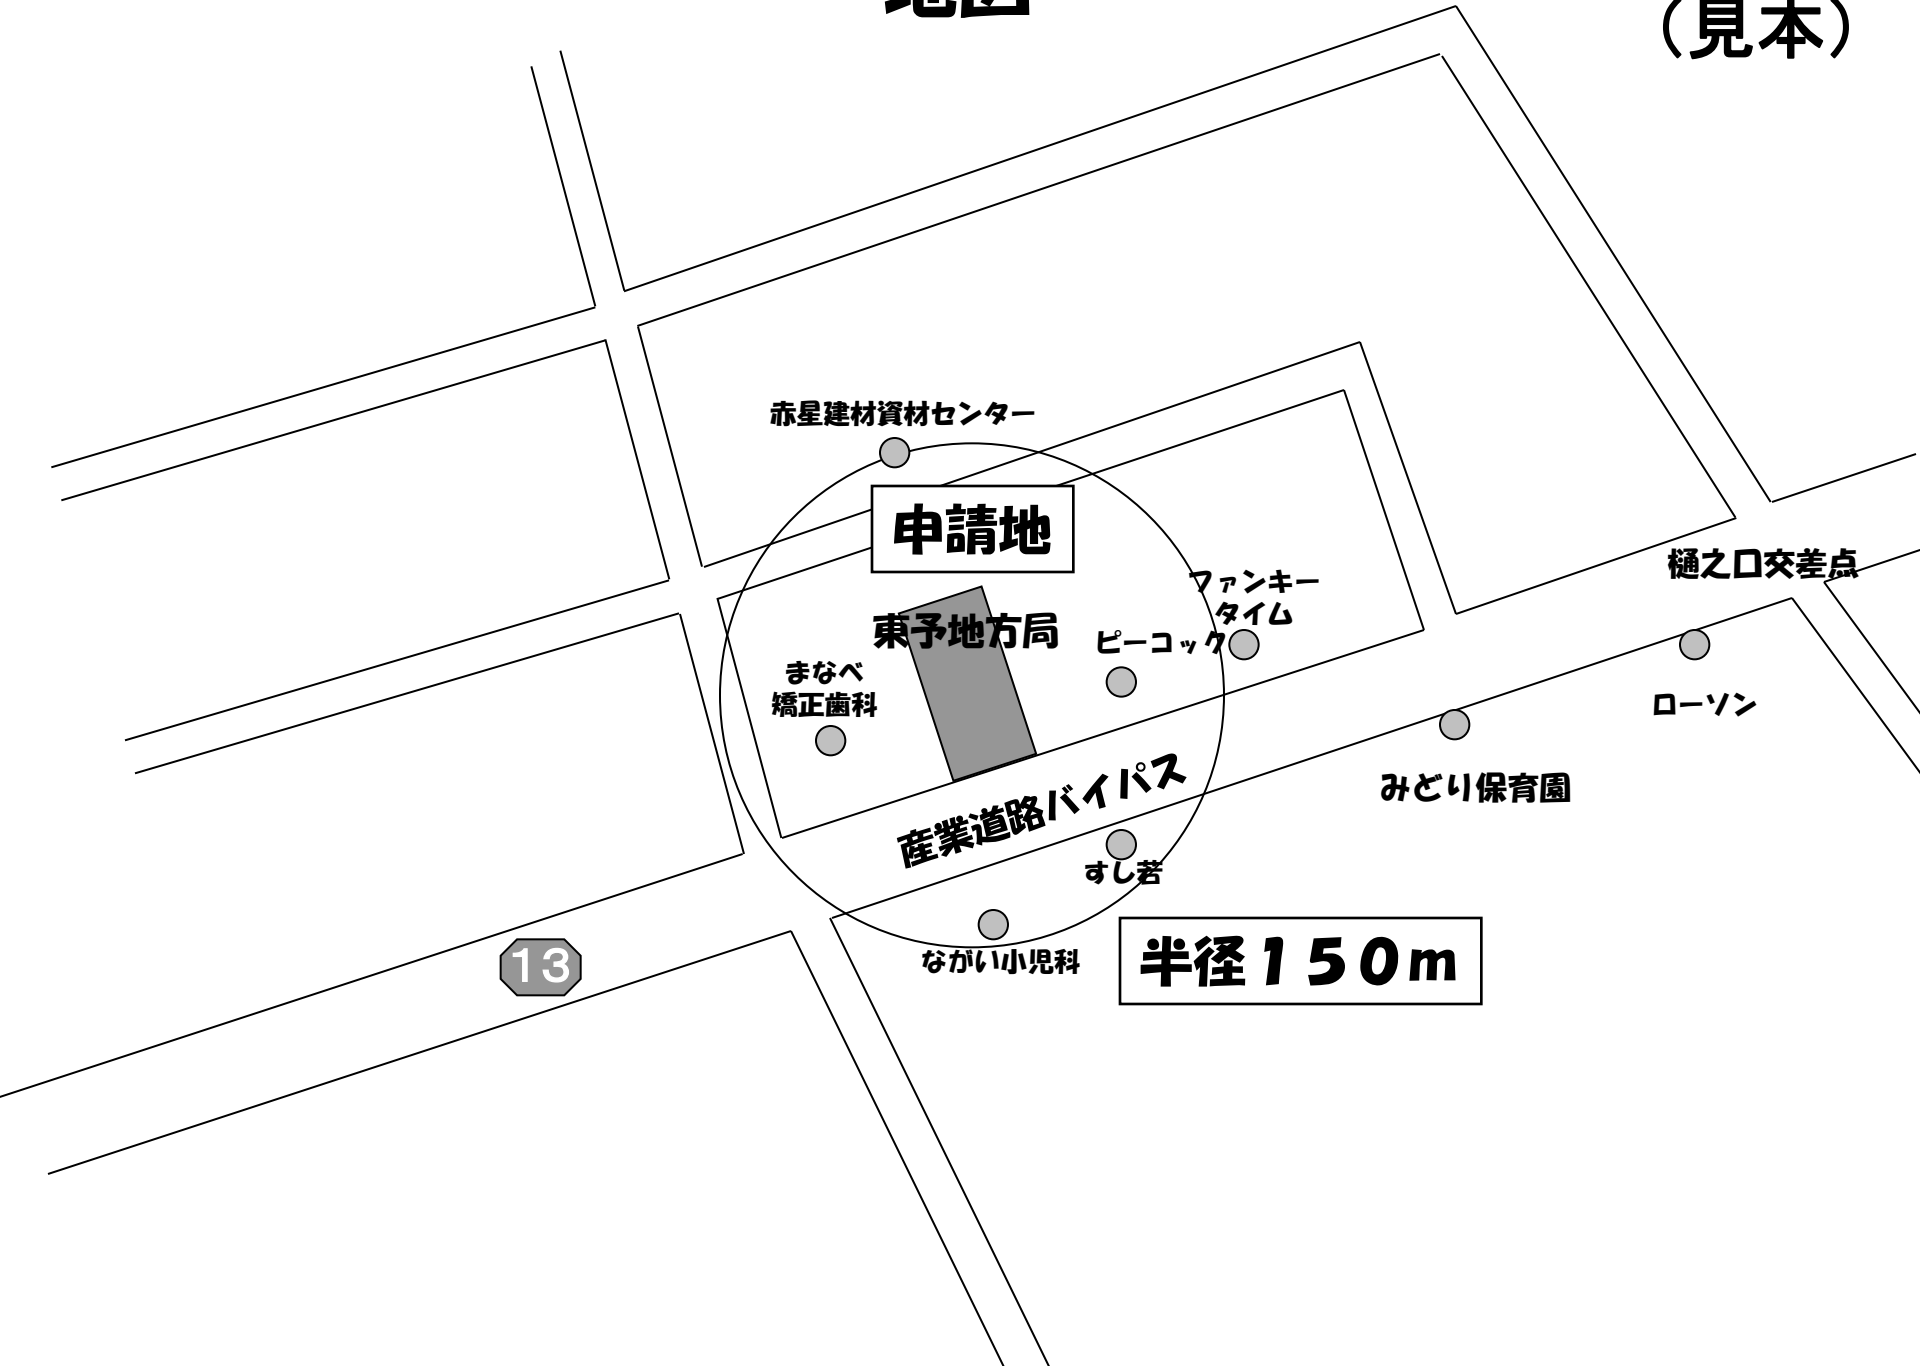 地図
（見本）
赤星建材資材センター
申請地
ファンキー
タイム
樋之口交差点
東予地方局
ピーコック
まなべ
矯正歯科
ローソン
みどり保育園
産業道路バイパス
すし若
ながい小児科
半径１５０ｍ
13